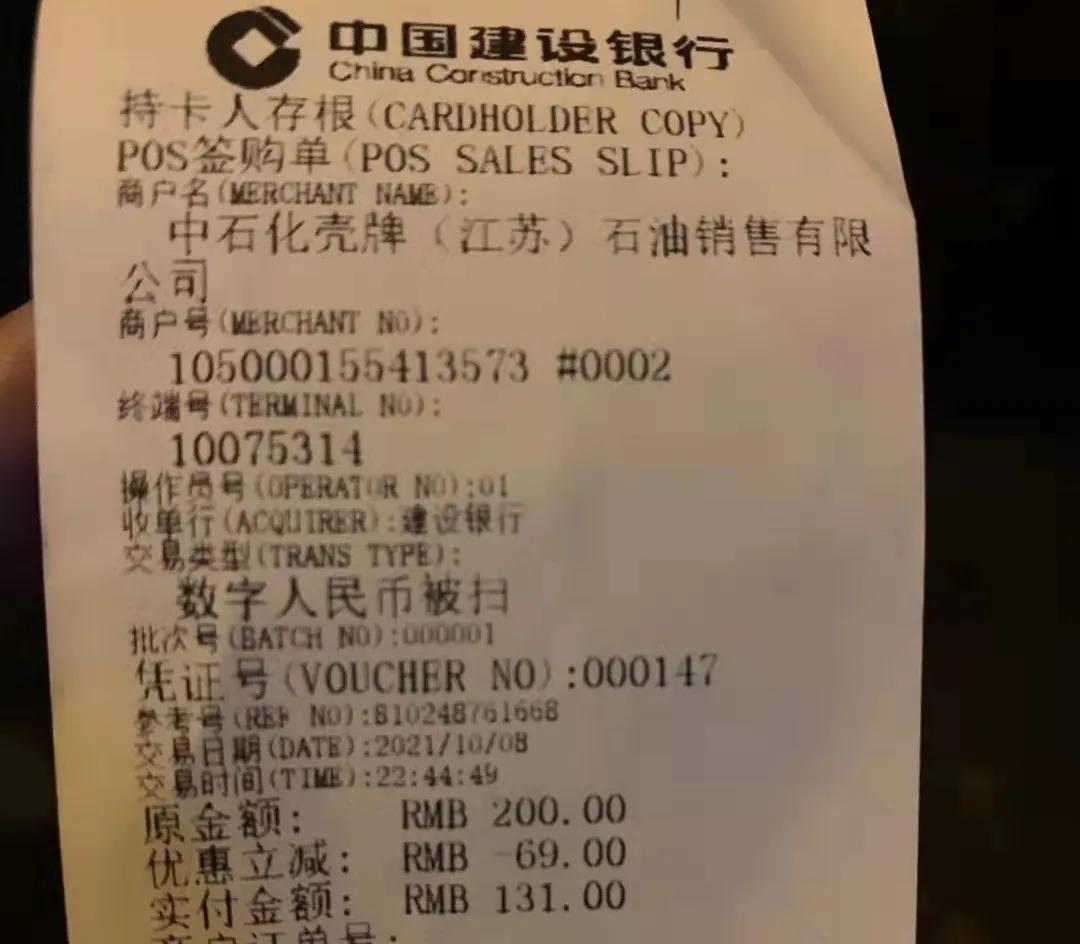 中国建设银行
China Construction Bank
持卡人存根(CARDHOLDER COPY)
POS签购单(POS SALES SLIP):
商户名(MERCHANT NAME):
中石化壳牌（江苏）石油销售有限
公司
商户号(MERCHANT NO):
105000155413573 #0002
终端号(TERMINAL NO):
10075314
操作员号(OPERATOR NO):01
收单行(ACQUIRER):建设银行
交易类型(TRANS TYPE):
数字人民币被扫
批次号(BATCH NO):000001
凭证号(VOUCHER NO):000147
参考号(REF NO):810248761668
交易日期(DATE):2021/10/08
交易时间(TIME):22:44:49
原金额: RMB 200.00
优惠立减: RMB -69.00
实付金额: RMB 131.00
商户订单号: